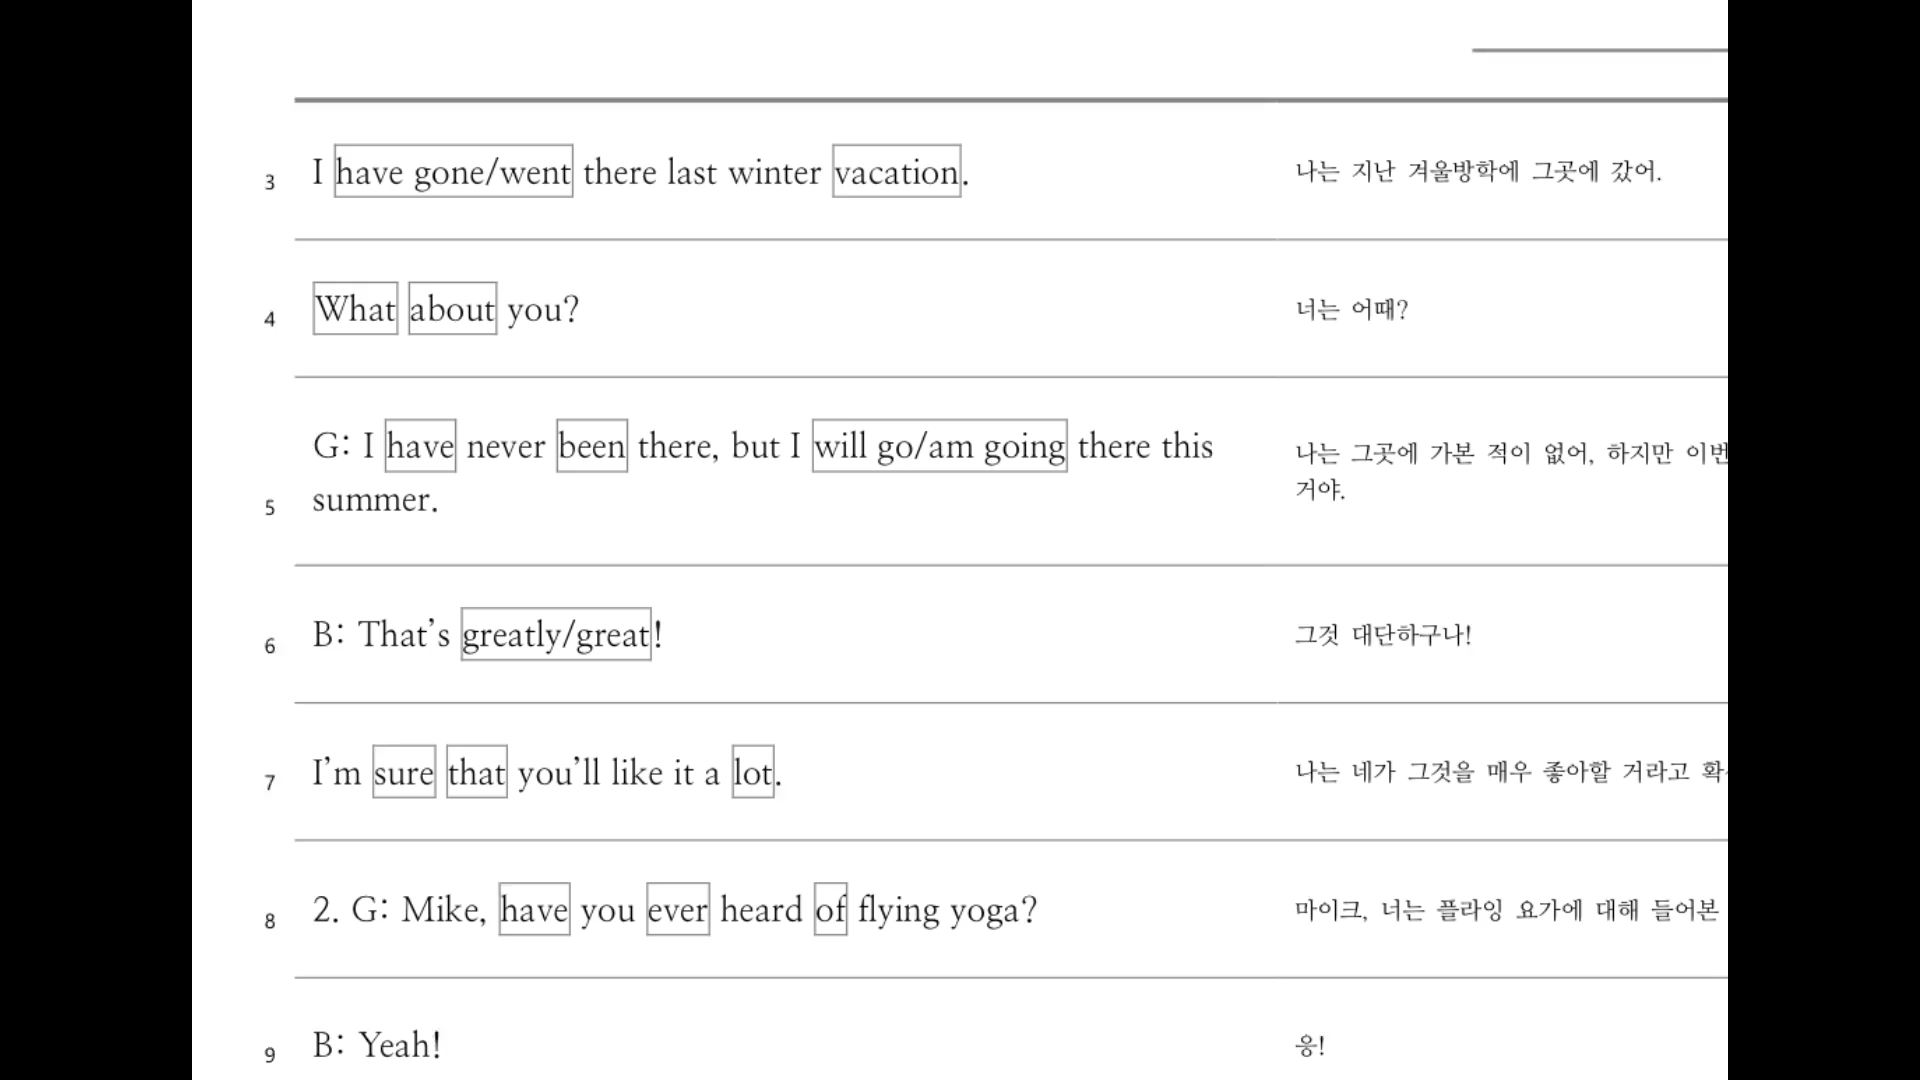 3 I have gone/went there last winter vacation. 나는 지난 겨울방학에 그곳에 갔어.
4 What about you? 너는 어때?
G: I have never been there, but I will go/am going there this 나는 그곳에 가본 적이 없어, 하지만 이번
5 summer. 거야.
6 B: That's greatly/great! 그것 대단하구나!
7 I'm sure that you'll like it a lot. 나는 네가 그것을 매우 좋아할 거라고
8 2. G: Mike, have you ever heard of flying yoga? 마이크, 너는 플라잉 요가에 대해 들어본
9 B: Yeah! 응!